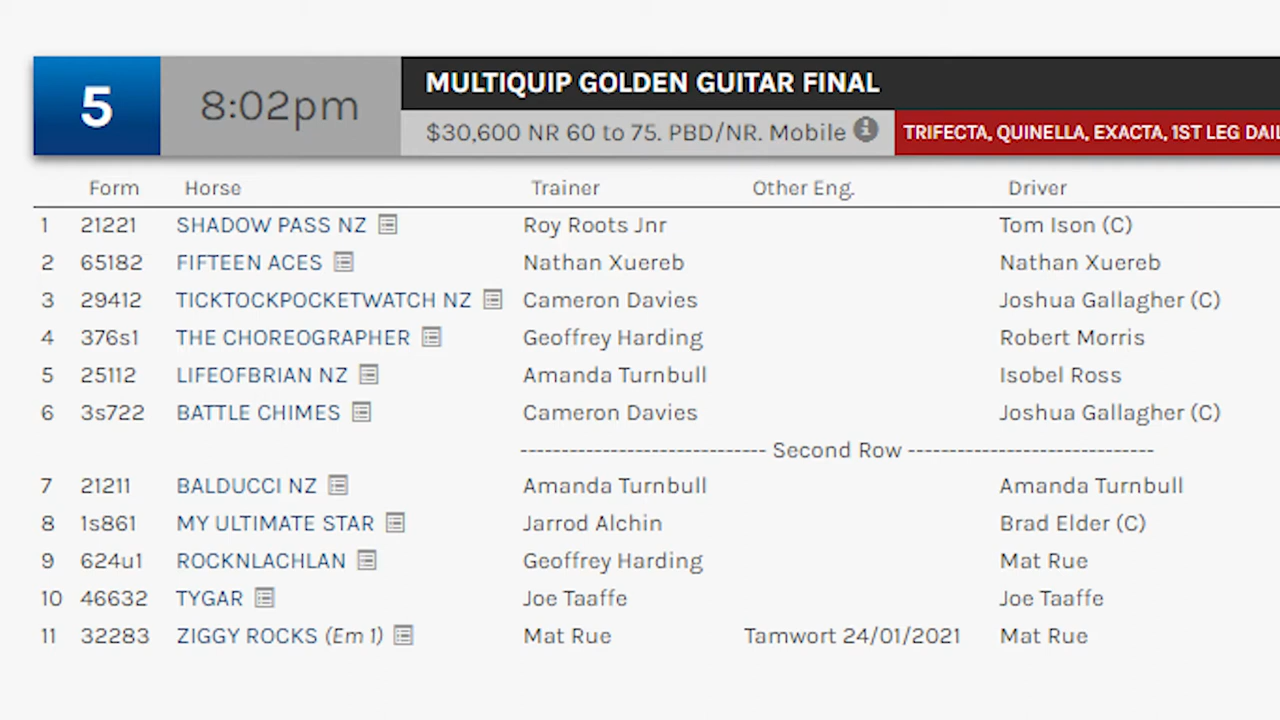 5 8:02pm MULTIQUIP GOLDEN GUITAR FINAL
$30,600 NR 60 to 75. PBD/NR. Mobile TRIFECTA, QUINELLA, EXACTA, 1ST LEG DAI
Form Horse Trainer Other Eng. Driver
1 21221 SHADOW PASS NZ Roy Roots Jnr Tom Ison (C)
2 65182 FIFTEEN ACES Nathan Xuereb Nathan Xuereb
3 29412 TICKTOCKPOCKETWATCH NZ Cameron Davies Joshua Gallagher (C)
4 376s1 THE CHOREOGRAPHER Geoffrey Harding Robert Morris
5 25112 LIFEOFBRIAN NZ Amanda Turnbull Isobel Ross
6 3s722 BATTLE CHIMES Cameron Davies Joshua Gallagher (C)
------------------------------ Second Row ------------------------------
7 21211 BALDUCCI NZ Amanda Turnbull Amanda Turnbull
8 1s861 MY ULTIMATE STAR Jarrod Alchin Brad Elder (C)
9 624u1 ROCKNLACHLAN Geoffrey Harding Mat Rue
10 46632 TYGAR Joe Taaffe Joe Taaffe
11 32283 ZIGGY ROCKS (Em 1) Mat Rue Tamwort 24/01/2021 Mat Rue